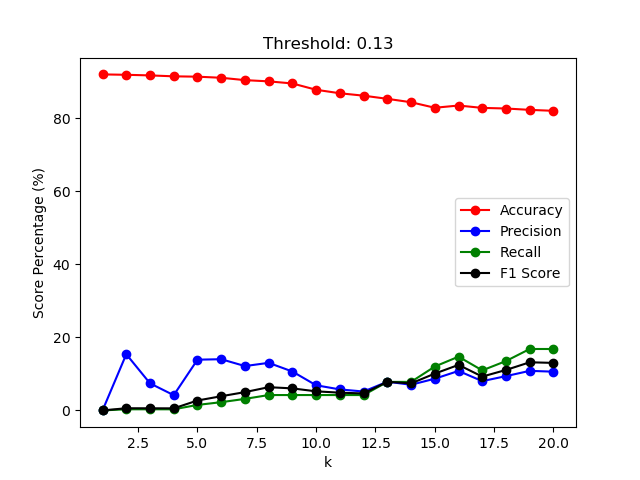 Threshold: 0.13
Score Percentage (%)
80
60
40
20
0
Accuracy
Precision
Recall
F1 Score
2.5 5.0 7.5 10.0 12.5 15.0 17.5 20.0
k